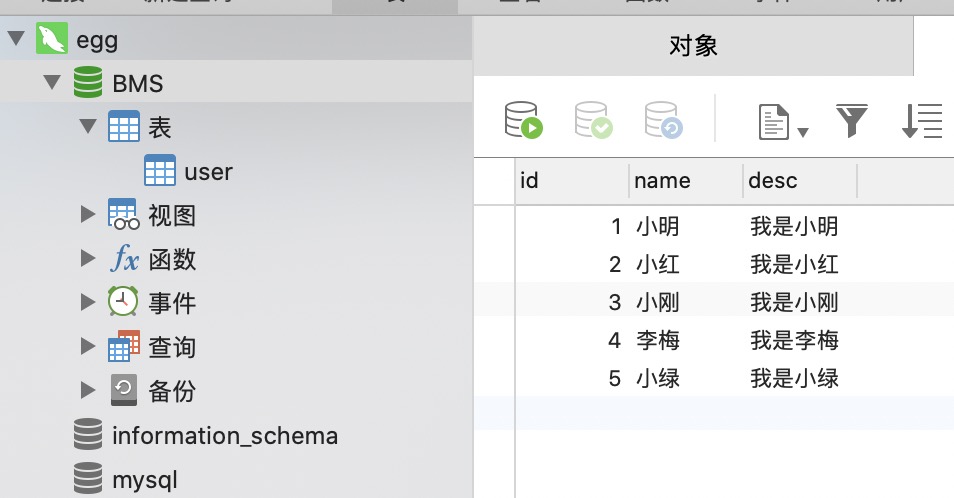 egg
BMS
表
user
视图
fx 函数
事件
查询
备份
information_schema
mysql
对象
id name desc
1 小明 我是小明
2 小红 我是小红
3 小刚 我是小刚
4 李梅 我是李梅
5 小绿 我是小绿